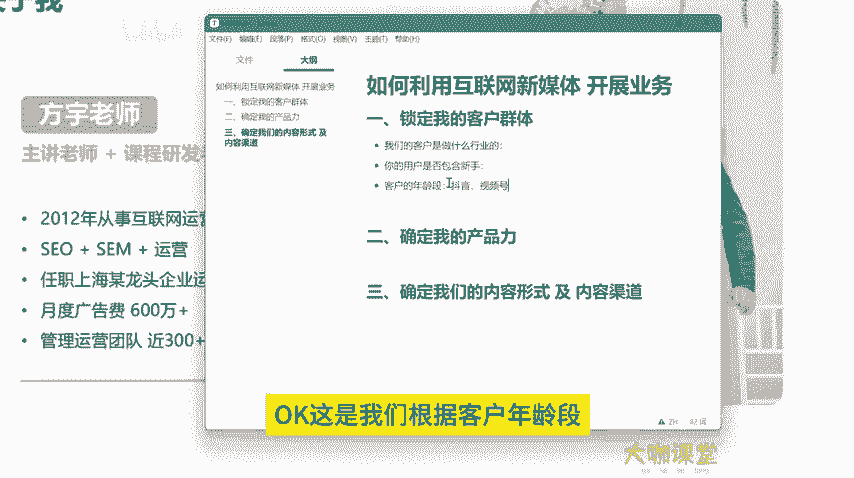 方宇老师
主讲老师 + 课程研发
2012年从事互联网运营
SEO + SEM + 运营
任职上海某龙头企业运
月度广告费 600万+
管理运营团队 近300+
文件(F) 编辑(E) 段落(P) 格式(O) 视图(V) 主题(T) 帮助(H)
文件 大纲
如何利用互联网新媒体 开展业务
一、锁定我的客户群体
二、确定我的产品力
三、确定我们的内容形式 及
内容渠道
如何利用互联网新媒体 开展业务
一、锁定我的客户群体
我们的客户是做什么行业的：
你的用户是否包含新手：
客户的年龄段：抖音、视频号
二、确定我的产品力
三、确定我们的内容形式 及 内容渠道
OK这是我们根据客户年龄段
大咖课堂